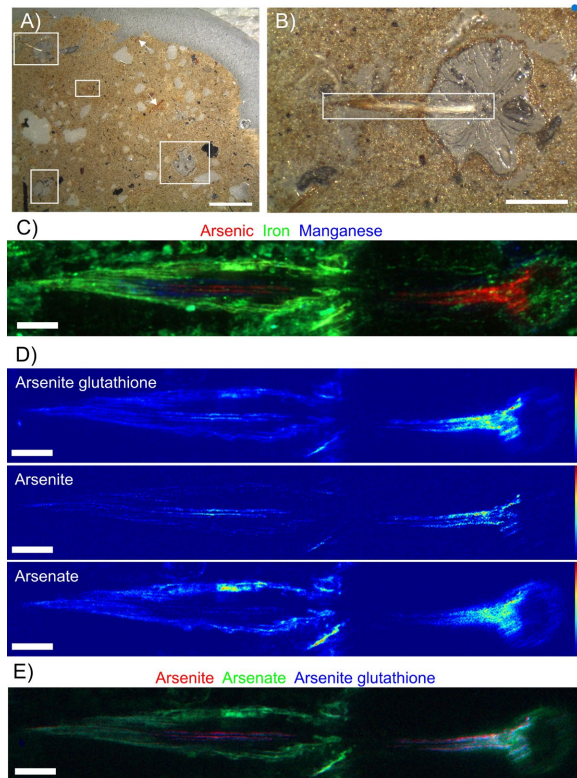 A)
B)
C)
Arsenic Iron Manganese
D)
Arsenite glutathione
Arsenite
Arsenate
E)
Arsenite Arsenate Arsenite glutathione